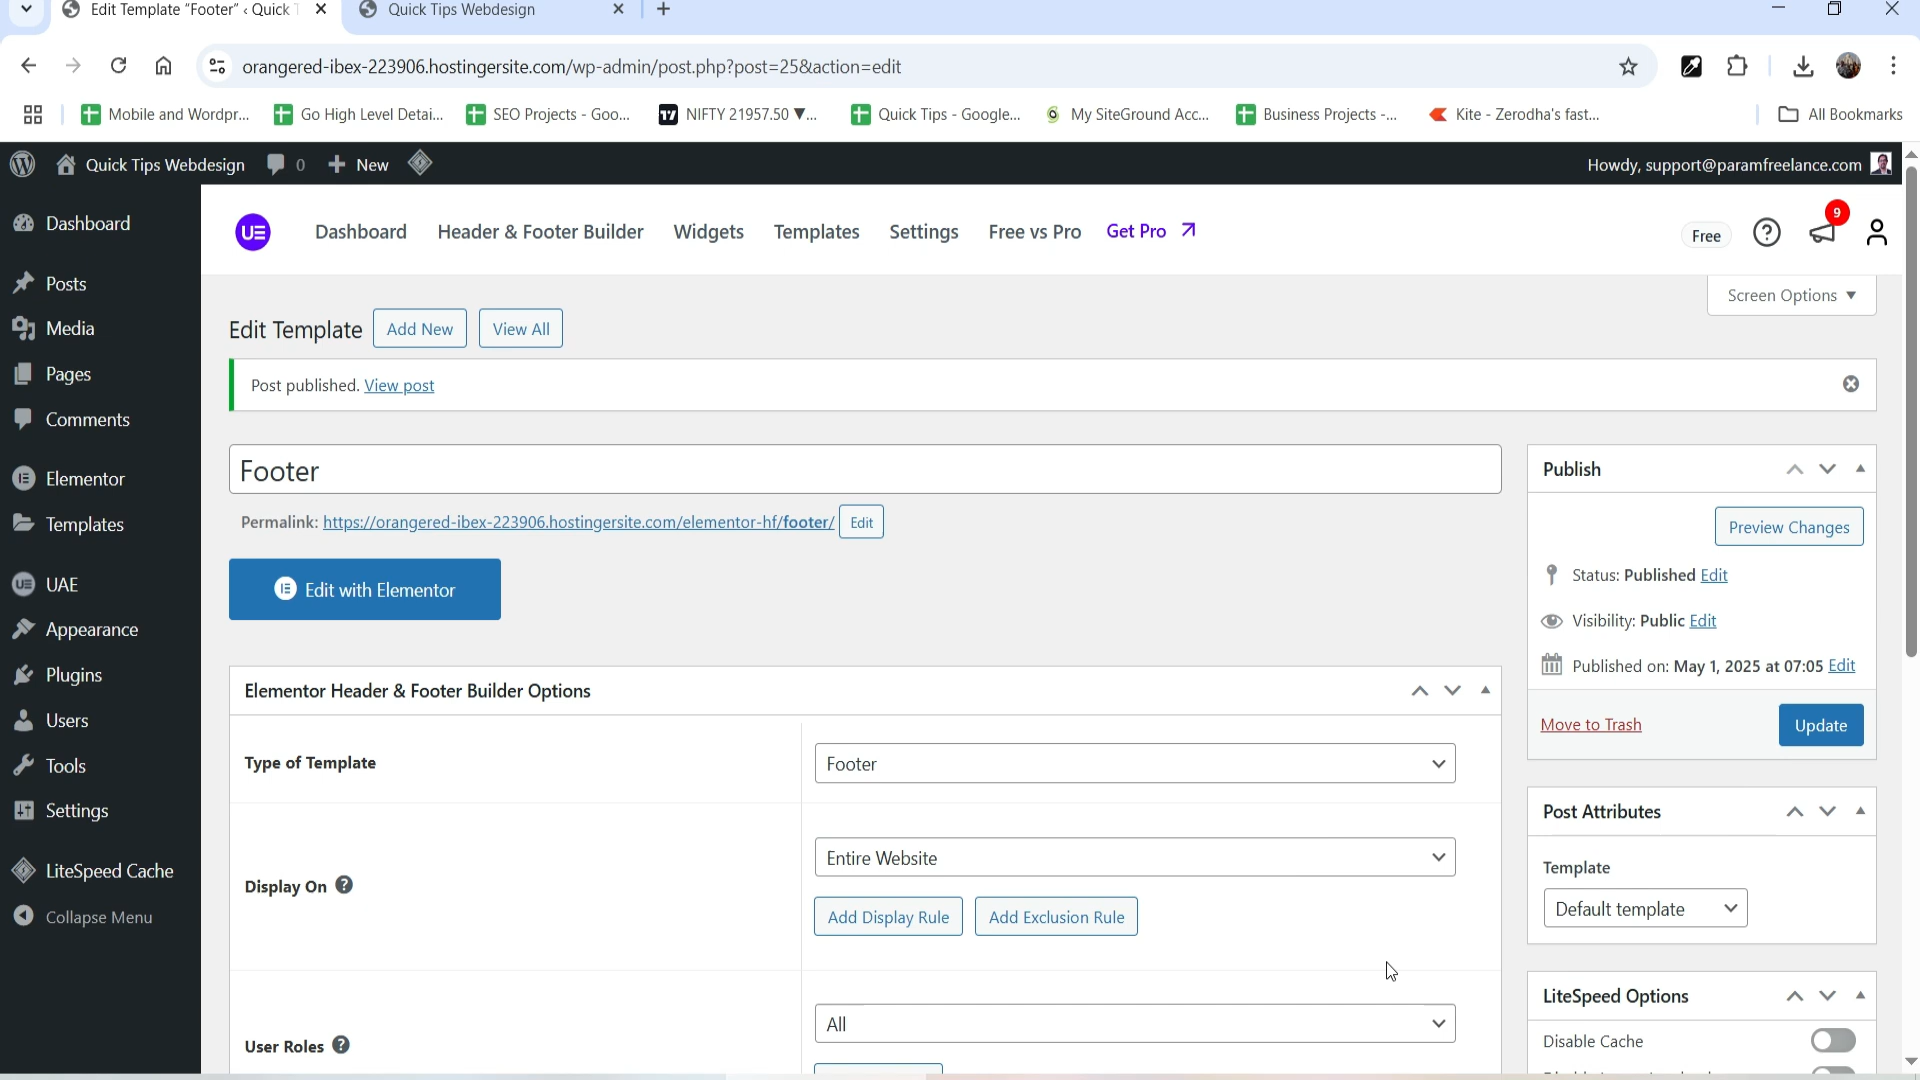 Edit Template "Footer" ‹ Quick
Quick Tips Webdesign
orangered-ibex-223906.hostingersite.com/wp-admin/post.php?post=25&action=edit
Mobile and Wordpr...
Go High Level Detai...
SEO Projects - Goo...
NIFTY 21957.50 ▼...
Quick Tips - Google...
My SiteGround Acc...
Business Projects -...
Kite - Zerodha's fast...
All Bookmarks
Quick Tips Webdesign
0
New
Howdy, support@paramfreelance.com
Dashboard
Posts
Media
Pages
Comments
Elementor
Templates
UAE
Appearance
Plugins
Users
Tools
Settings
LiteSpeed Cache
Collapse Menu
Dashboard
Header & Footer Builder
Widgets
Templates
Settings
Free vs Pro
Get Pro
Free
9
Screen Options ▼
Edit Template
Add New
View All
Post published. View post
Footer
Permalink: https://orangered-ibex-223906.hostingersite.com/elementor-hf/footer/
Edit
Edit with Elementor
Elementor Header & Footer Builder Options
Type of Template
Footer
Display On
Entire Website
Add Display Rule
Add Exclusion Rule
User Roles
All
Publish
Preview Changes
Status: Published Edit
Visibility: Public Edit
Published on: May 1, 2025 at 07:05 Edit
Move to Trash
Update
Post Attributes
Template
Default template
LiteSpeed Options
Disable Cache